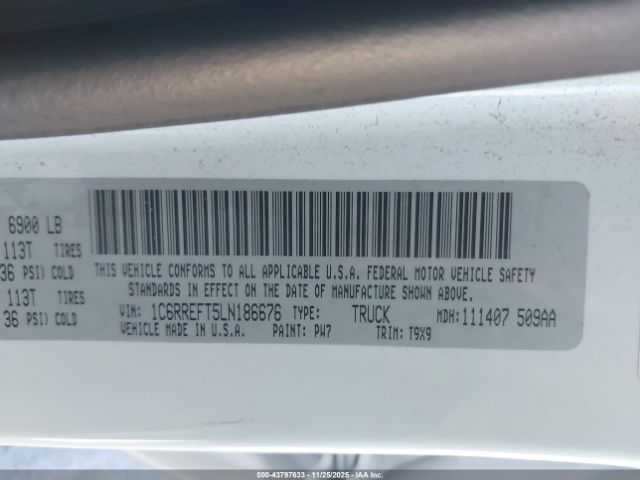 6900 LB
113T TIRES
36 PSI) COLD
113T TIRES
36 PSI) COLD
THIS VEHICLE CONFORMS TO ALL APPLICABLE U.S.A. FEDERAL MOTOR VEHICLE SAFETY
STANDARDS IN EFFECT ON THE DATE OF MANUFACTURE SHOWN ABOVE.
VIN: 1C6RREFT5LN186676 TYPE: TRUCK MDH: 111407 509AA
VEHICLE MADE IN U.S.A. PAINT: PW7 TRIM: T9X9
000-43797633 - 11/25/2025 - IAA Inc.